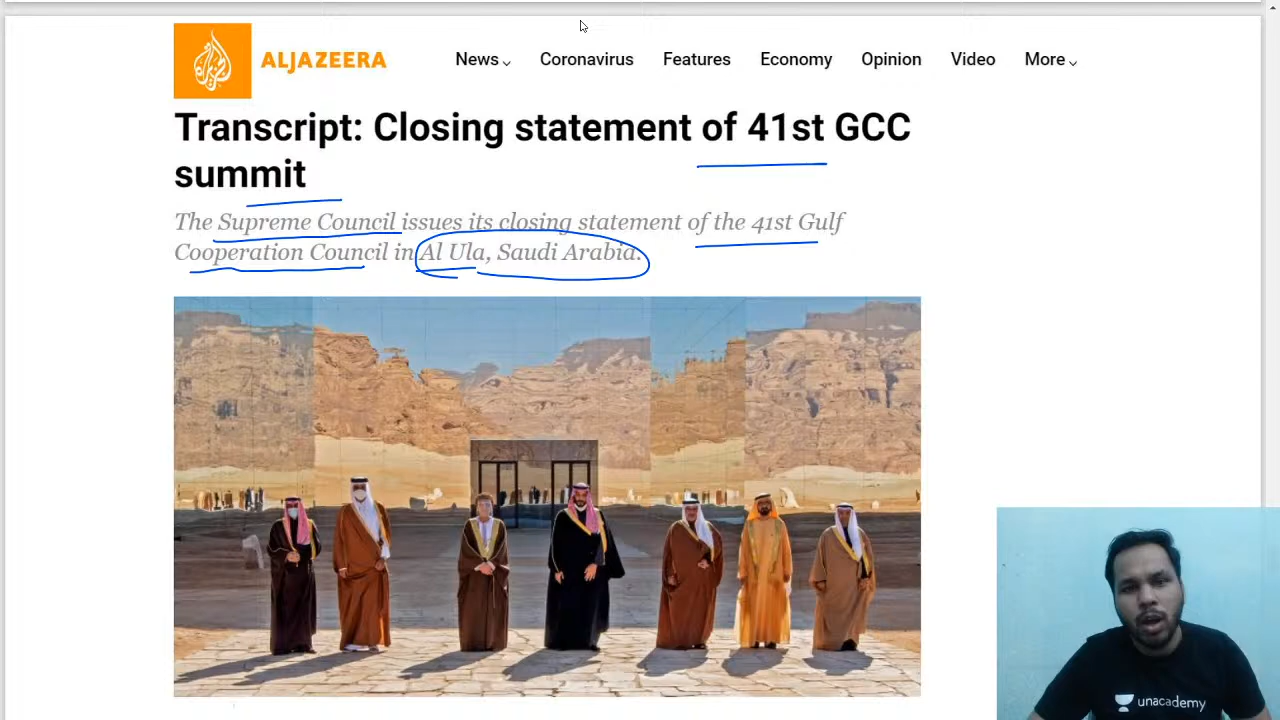 ALJAZEERA
News Coronavirus Features Economy Opinion Video More
Transcript: Closing statement of 41st GCC
summit
The Supreme Council issues its closing statement of the 41st Gulf
Cooperation Council in Al Ula, Saudi Arabia.
unacademy